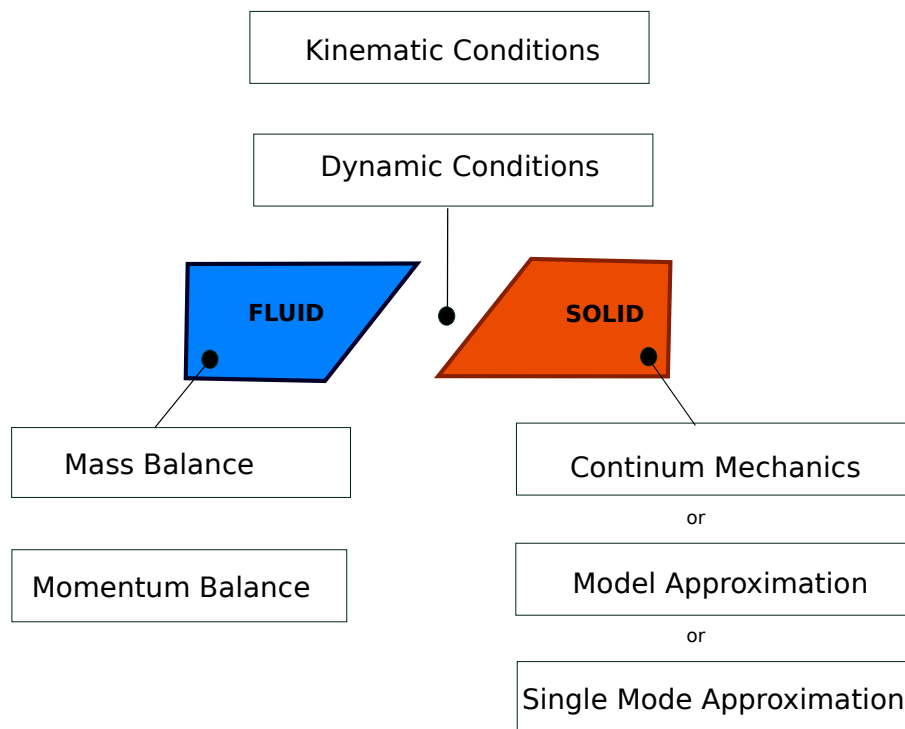 Kinematic Conditions
Dynamic Conditions
FLUID
SOLID
Mass Balance
Momentum Balance
Continum Mechanics
or
Model Approximation
or
Single Mode Approximation